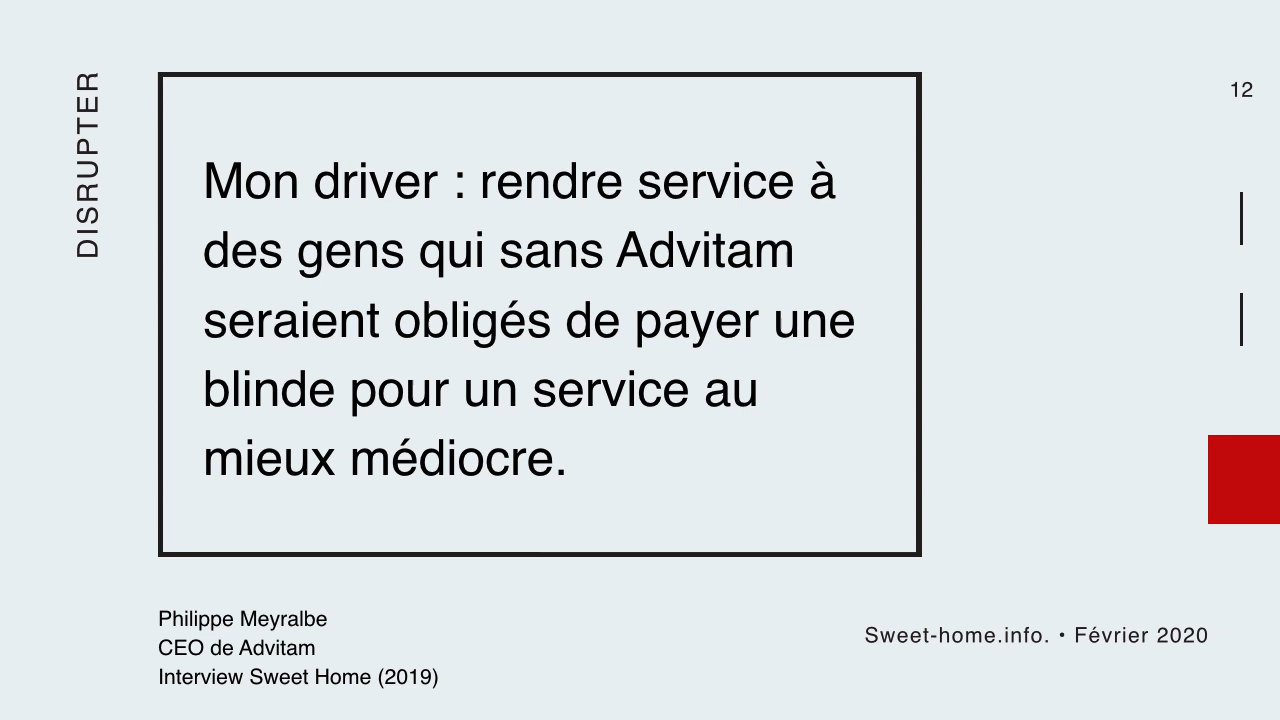 DISRUPTER
12
Mon driver : rendre service à
des gens qui sans Advitam
seraient obligés de payer une
blinde pour un service au
mieux médiocre.
Philippe Meyralbe
CEO de Advitam
Interview Sweet Home (2019)
Sweet-home.info. • Février 2020